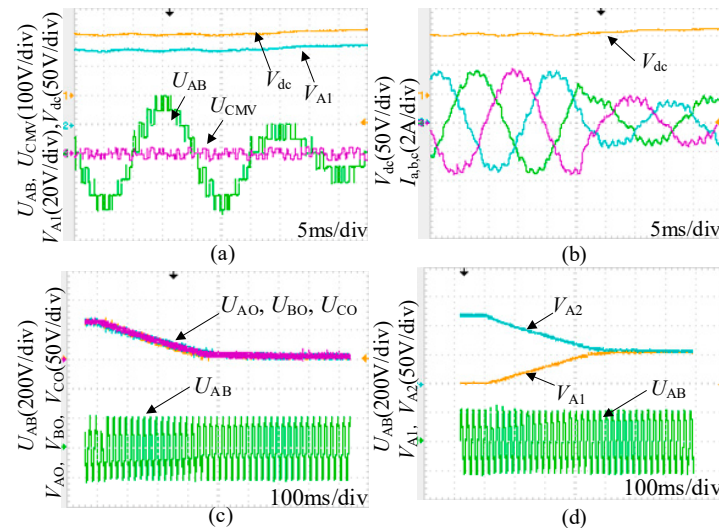 U_AB, U_CMV(100V/div)
V_A1(20V/div),V_dc(50V/div)
V_dc
V_A1
U_AB
U_CMV
5ms/div
(a)
V_dc(50V/div)
I_a,b,c(2A/div)
V_dc
5ms/div
(b)
U_AB(200V/div)
V_AO, V_BO, V_CO(50V/div)
U_AO, U_BO, U_CO
U_AB
100ms/div
(c)
U_AB(200V/div)
V_A1, V_A2(50V/div)
V_A2
V_A1
U_AB
100ms/div
(d)